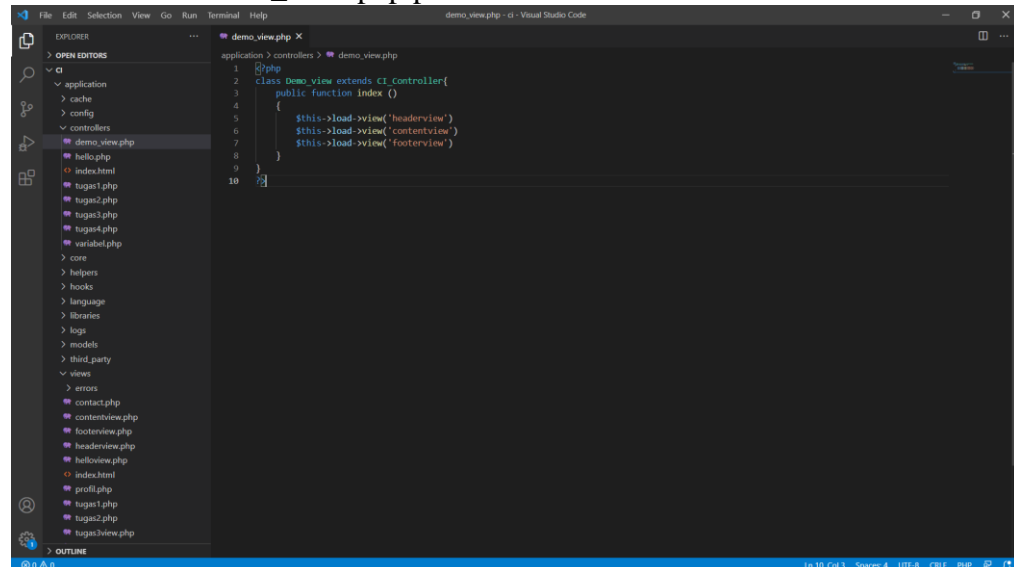 File Edit Selection View Go Run Terminal Help
demo_view.php - ci - Visual Studio Code
EXPLORER
OPEN EDITORS
CI
application
cache
config
controllers
demo_view.php
hello.php
index.html
tugas1.php
tugas2.php
tugas3.php
tugas4.php
variabel.php
core
helpers
hooks
language
libraries
logs
models
third_party
views
errors
contact.php
contentview.php
footerview.php
headerview.php
helloview.php
index.html
profil.php
tugas1.php
tugas2.php
tugas3view.php
OUTLINE
demo_view.php
application > controllers > demo_view.php
1 <?php
2 class Demo_view extends CI_Controller{
3 public function index ()
4 {
5 $this->load->view('headerview')
6 $this->load->view('contentview')
7 $this->load->view('footerview')
8 }
9 }
10 ?>
0 0
1
Ln 10, Col 3 Spaces: 4 UTF-8 CRLF PHP